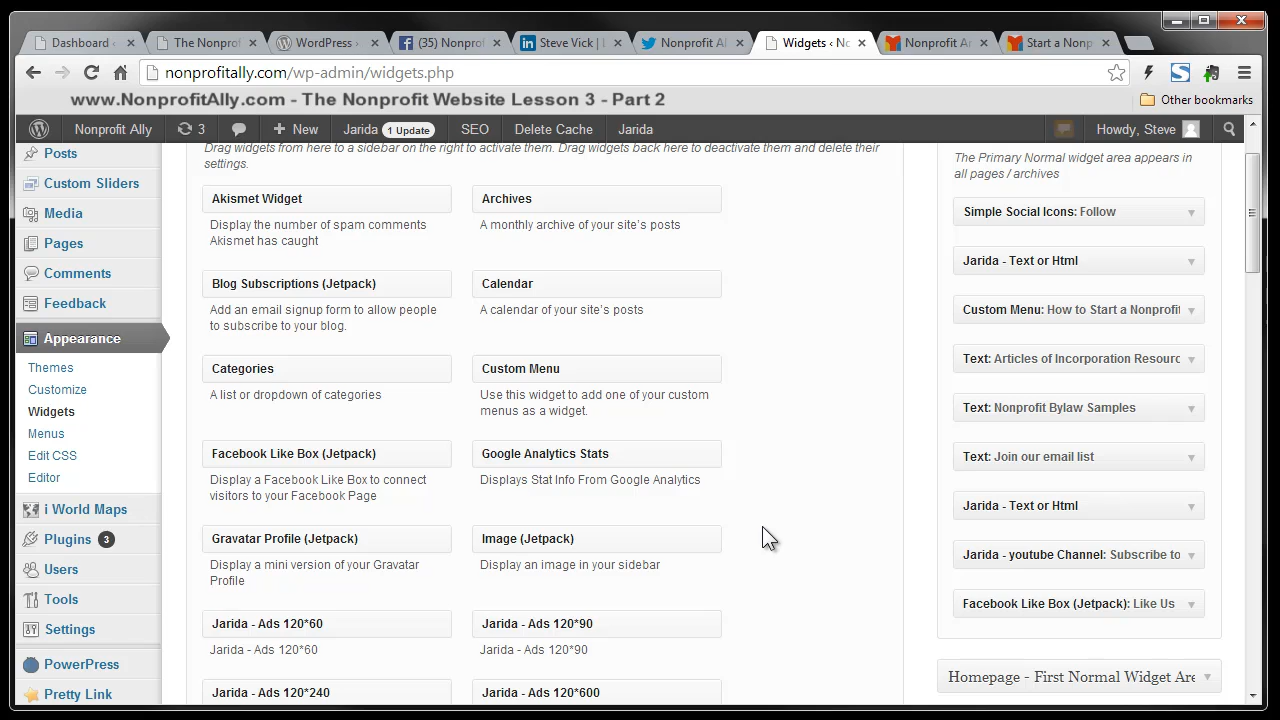 Dashboard ‹
The Nonprof
WordPress ›
(35) Nonprof
Steve Vick | L
Nonprofit Al
Widgets ‹ Nc
Nonprofit Ar
Start a Nonp
nonprofitally.com/wp-admin/widgets.php
www.NonprofitAlly.com - The Nonprofit Website Lesson 3 - Part 2
Other bookmarks
Nonprofit Ally
3
New
Jarida 1 Update
SEO
Delete Cache
Jarida
Howdy, Steve
Posts
Custom Sliders
Media
Pages
Comments
Feedback
Appearance
Themes
Customize
Widgets
Menus
Edit CSS
Editor
i World Maps
Plugins 3
Users
Tools
Settings
PowerPress
Pretty Link
Drag widgets from here to a sidebar on the right to activate them. Drag widgets back here to deactivate them and delete their
settings.
Akismet Widget
Display the number of spam comments
Akismet has caught
Archives
A monthly archive of your site's posts
Blog Subscriptions (Jetpack)
Add an email signup form to allow people
to subscribe to your blog.
Calendar
A calendar of your site's posts
Categories
A list or dropdown of categories
Custom Menu
Use this widget to add one of your custom
menus as a widget.
Facebook Like Box (Jetpack)
Display a Facebook Like Box to connect
visitors to your Facebook Page
Google Analytics Stats
Displays Stat Info From Google Analytics
Gravatar Profile (Jetpack)
Display a mini version of your Gravatar
Profile
Image (Jetpack)
Display an image in your sidebar
Jarida - Ads 120*60
Jarida - Ads 120*60
Jarida - Ads 120*90
Jarida - Ads 120*90
Jarida - Ads 120*240
Jarida - Ads 120*600
The Primary Normal widget area appears in
all pages / archives
Simple Social Icons: Follow
Jarida - Text or Html
Custom Menu: How to Start a Nonprofit
Text: Articles of Incorporation Resourc
Text: Nonprofit Bylaw Samples
Text: Join our email list
Jarida - Text or Html
Jarida - youtube Channel: Subscribe to
Facebook Like Box (Jetpack): Like Us
Homepage - First Normal Widget Are